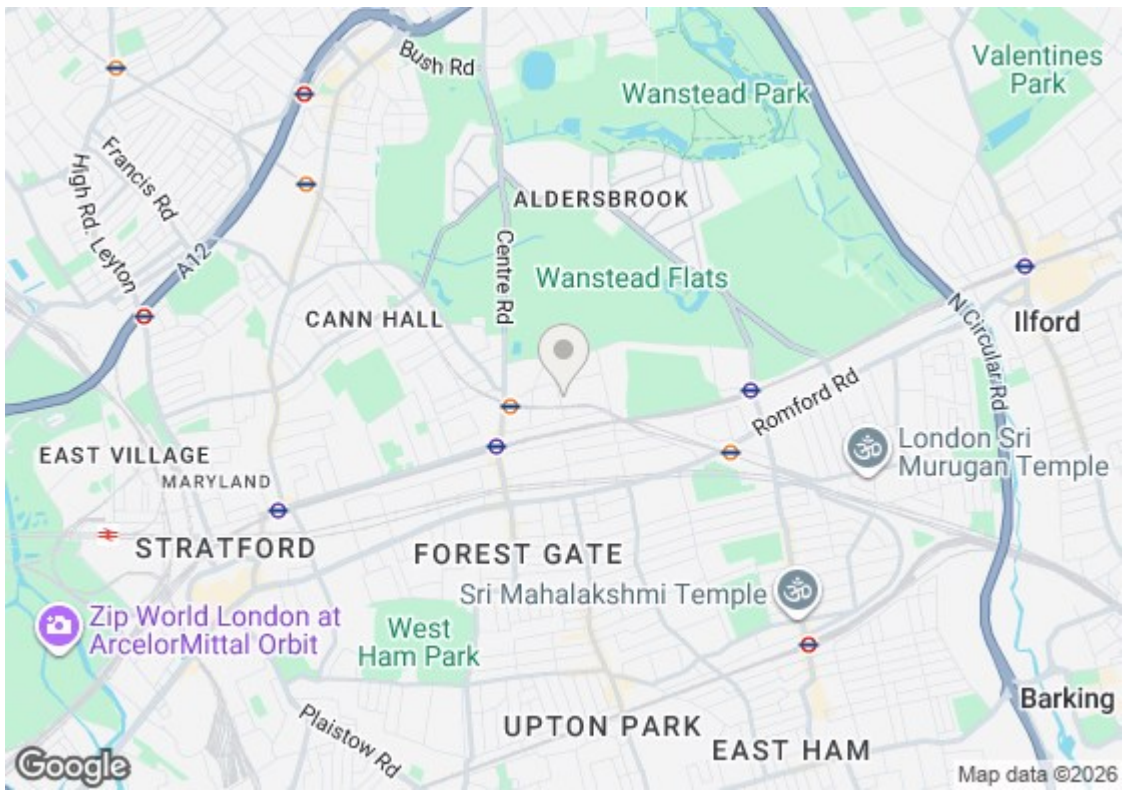 Bush Rd
Valentines
Park
Wanstead Park
Francis Rd
High Rd. Leyton
A12
ALDERSBROOK
Centre Rd
Wanstead Flats
CANN HALL
N Circular Rd
Ilford
Romford Rd
London Sri
Murugan Temple
EAST VILLAGE
MARYLAND
STRATFORD
FOREST GATE
Sri Mahalakshmi Temple
Zip World London at
ArcelorMittal Orbit
West
Ham Park
Plaistow Rd
UPTON PARK
EAST HAM
Barking
Google
Map data ©2026